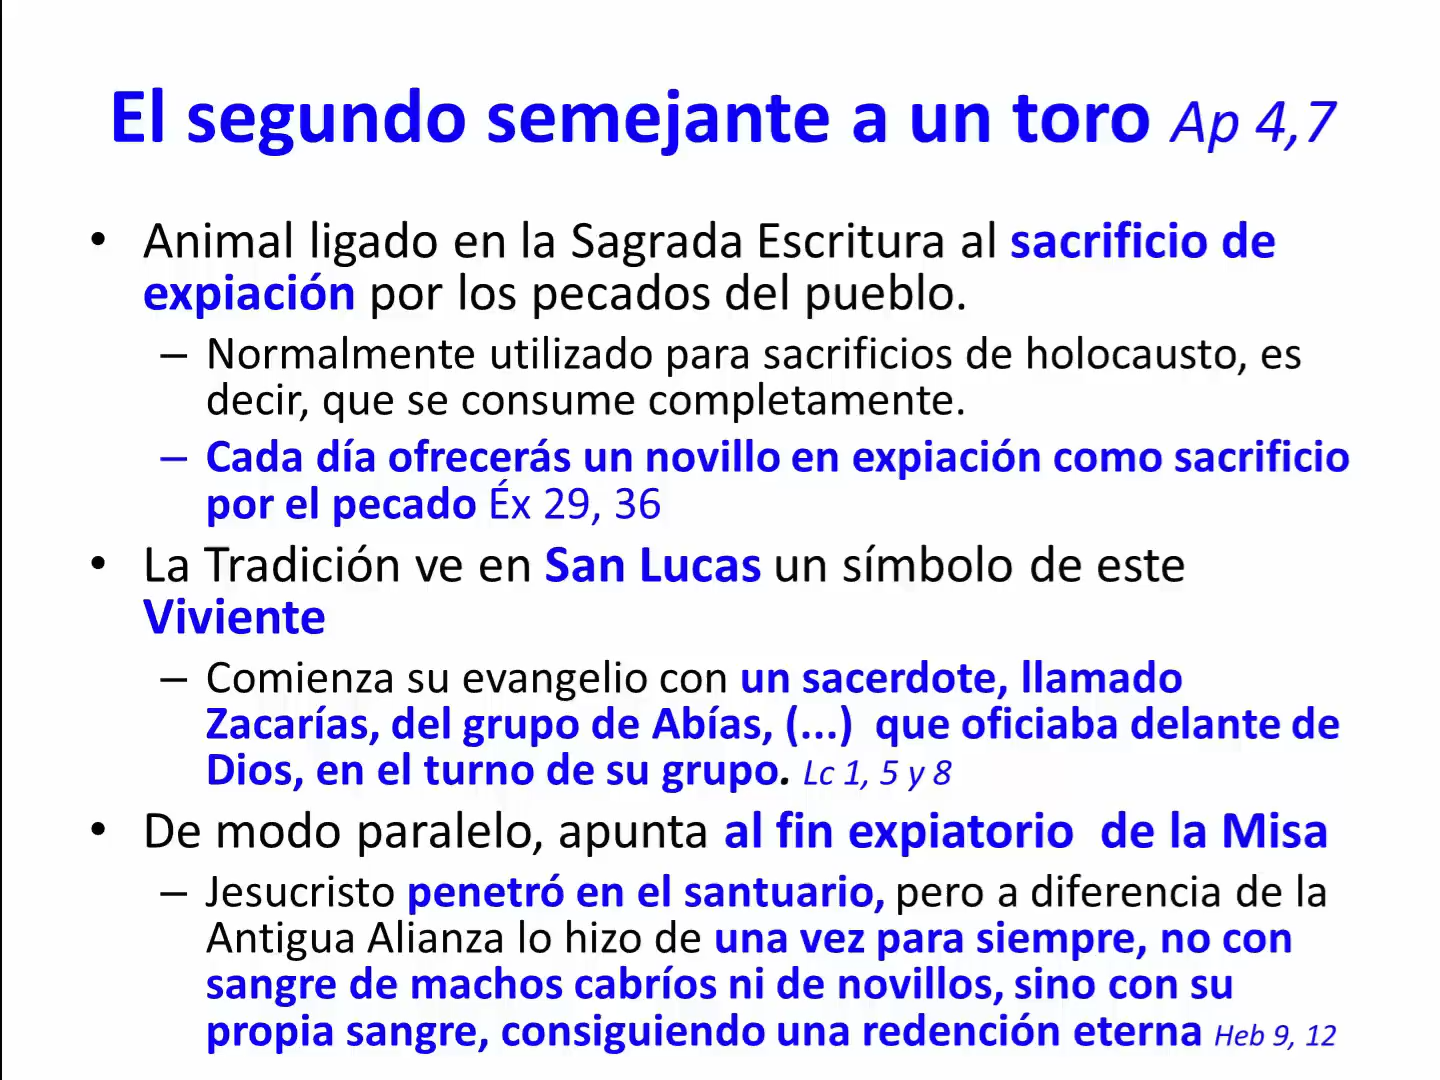 El segundo semejante a un toro Ap 4,7
• Animal ligado en la Sagrada Escritura al sacrificio de
expiación por los pecados del pueblo.
– Normalmente utilizado para sacrificios de holocausto, es
decir, que se consume completamente.
– Cada día ofrecerás un novillo en expiación como sacrificio
por el pecado Éx 29, 36
• La Tradición ve en San Lucas un símbolo de este
Viviente
– Comienza su evangelio con un sacerdote, llamado
Zacarías, del grupo de Abías, (...) que oficiaba delante de
Dios, en el turno de su grupo. Lc 1, 5 y 8
• De modo paralelo, apunta al fin expiatorio de la Misa
– Jesucristo penetró en el santuario, pero a diferencia de la
Antigua Alianza lo hizo de una vez para siempre, no con
sangre de machos cabríos ni de novillos, sino con su
propia sangre, consiguiendo una redención eterna Heb 9, 12